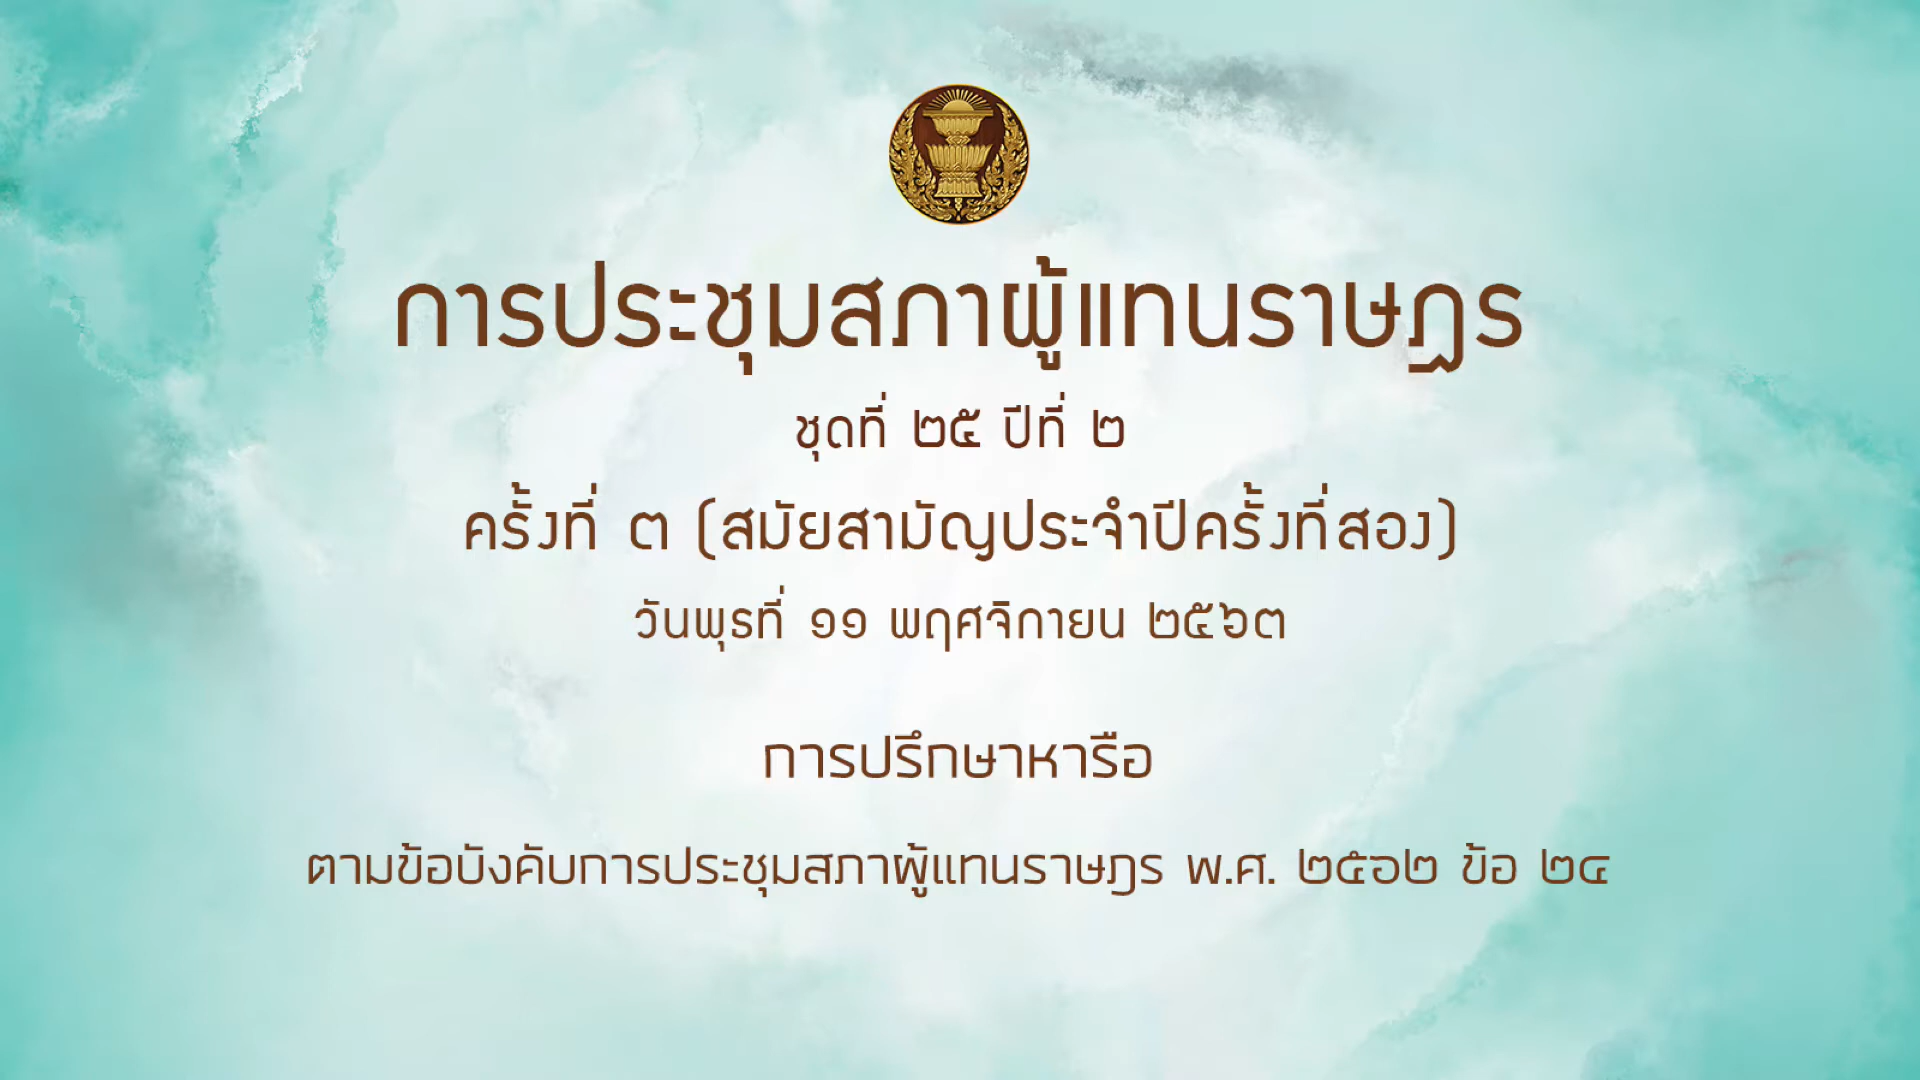 การประชุมสภาผู้แทนราษฎร
ชุดที่ ๒๕ ปีที่ ๒
ครั้งที่ ๓ (สมัยสามัญประจำปีครั้งที่สอง)
วันพุธที่ ๑๑ พฤศจิกายน ๒๕๖๓
การปรึกษาหารือ
ตามข้อบังคับการประชุมสภาผู้แทนราษฎร พ.ศ. ๒๕๖๒ ข้อ ๒๔